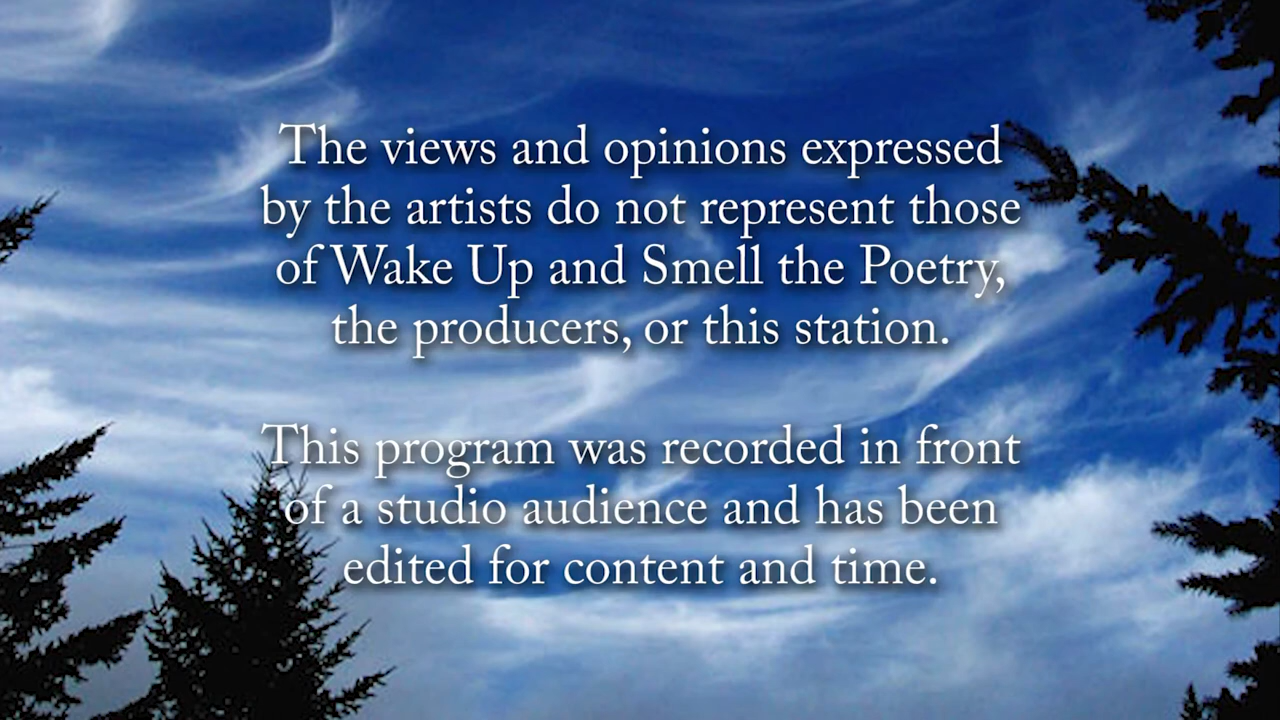 The views and opinions expressed
by the artists do not represent those
of Wake Up and Smell the Poetry,
the producers, or this station.
This program was recorded in front
of a studio audience and has been
edited for content and time.